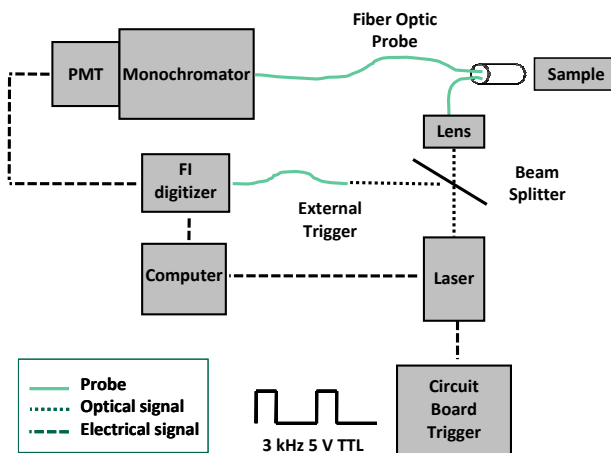 Fiber Optic
Probe
PMT
Monochromator
Sample
Lens
FI
digitizer
Beam
Splitter
External
Trigger
Computer
Laser
Probe
Optical signal
Electrical signal
3 kHz 5 V TTL
Circuit
Board
Trigger